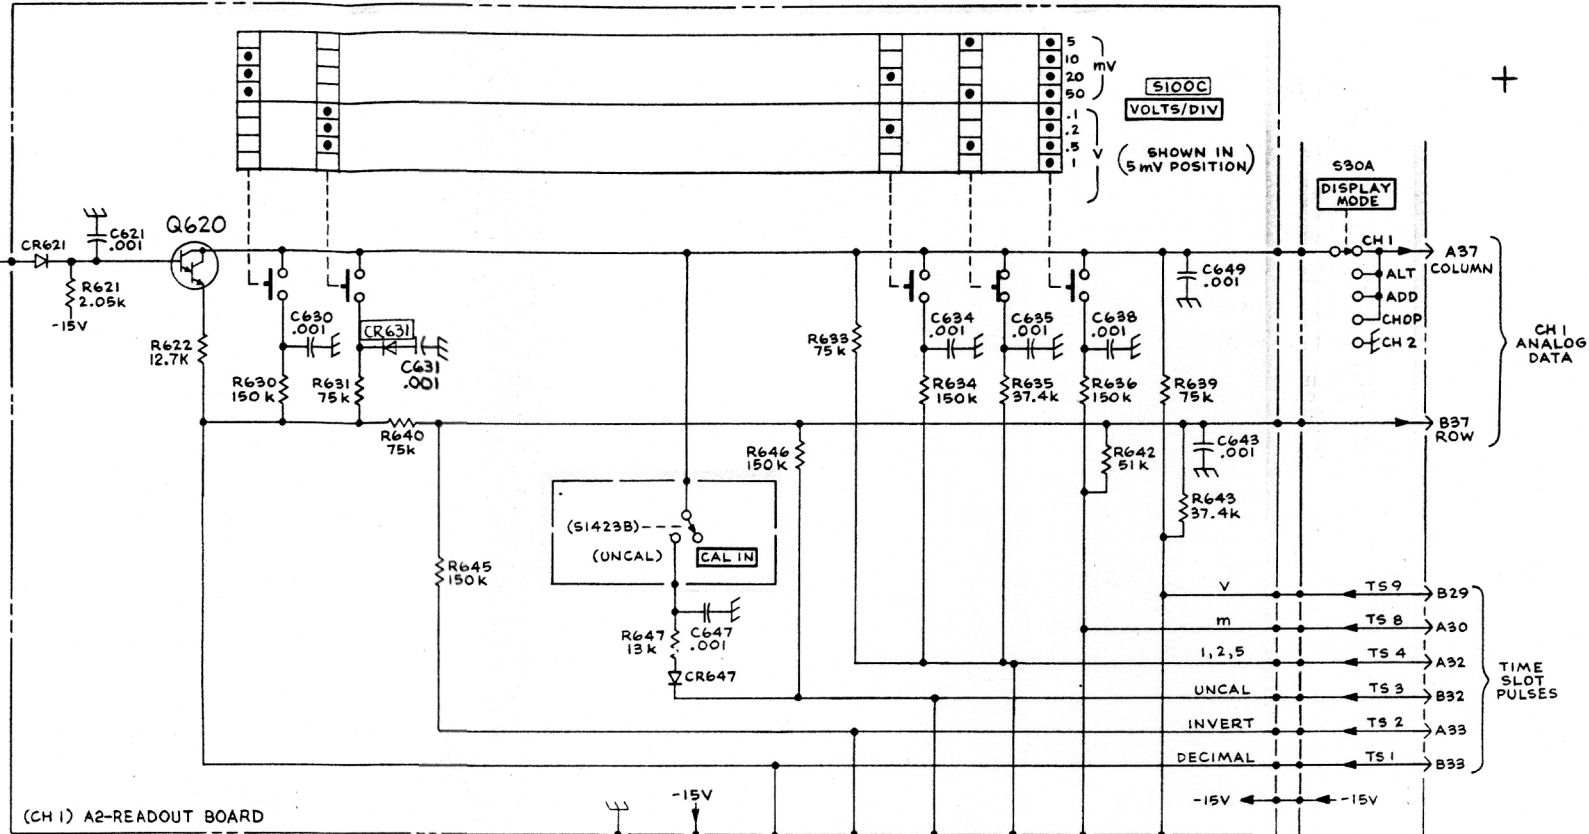 5
10
20
50
mV
.1
.2
.5
1
V
S100C
VOLTS/DIV
(SHOWN IN
5mV POSITION)
S30A
DISPLAY
MODE
CH 1
ALT
ADD
CHOP
CH 2
A37
COLUMN
CH 1
ANALOG
DATA
B37
ROW
CR621
C621
.001
Q620
R621
2.05K
-15V
R622
12.7K
C630
.001
CR631
C631
.001
R630
150K
R631
75K
R640
75K
R633
75K
C634
.001
C635
.001
C638
.001
C649
.001
R634
150K
R635
37.4K
R636
150K
R639
75K
R646
150K
R642
51K
C643
.001
R643
37.4K
(S1423B)
(UNCAL)
CAL IN
R645
150K
R647
13K
C647
.001
CR647
V
TS 9
B29
m
TS 8
A30
1,2,5
TS 4
A32
UNCAL
TS 3
B32
INVERT
TS 2
A33
DECIMAL
TS 1
B33
TIME
SLOT
PULSES
-15V
-15V
-15V
(CH 1) A2-READOUT BOARD